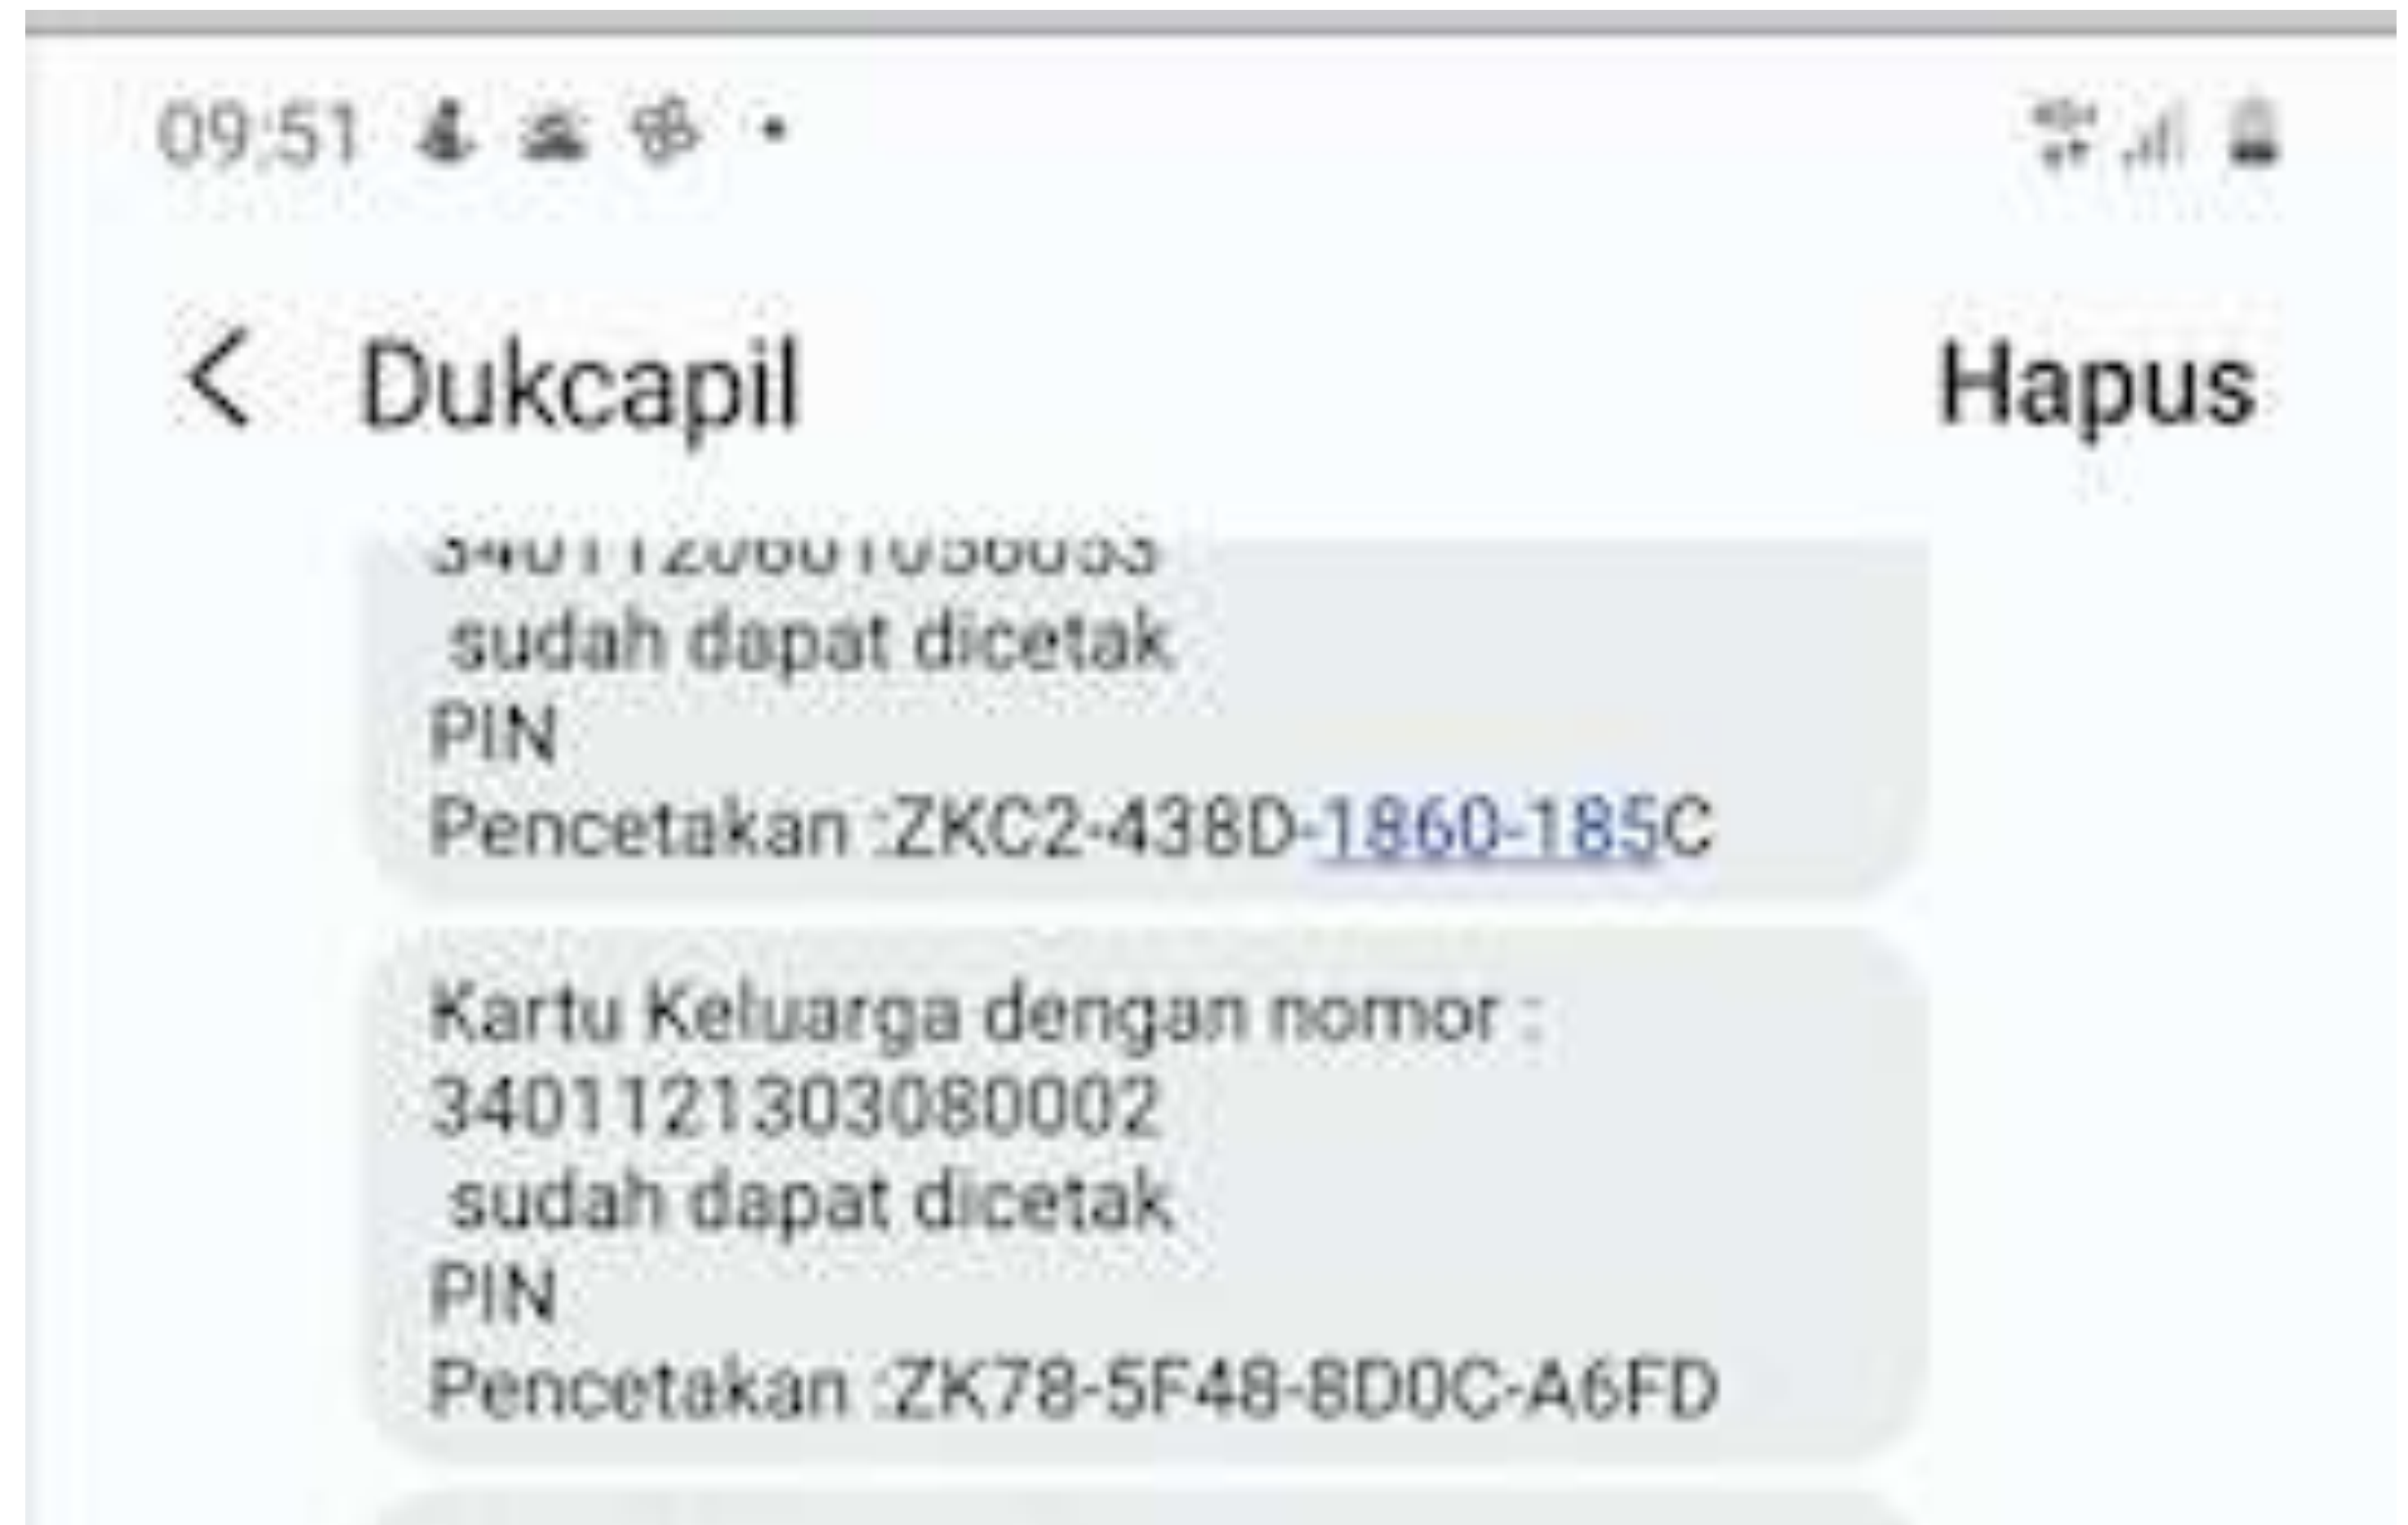 09:51
Dukcapil
Hapus
sudah dapat dicetak
PIN
Pencetakan :ZKC2-438D-1860-185C
Kartu Keluarga dengan nomor :
3401121303080002
sudah dapat dicetak
PIN
Pencetakan :ZK78-5F48-8D0C-A6FD